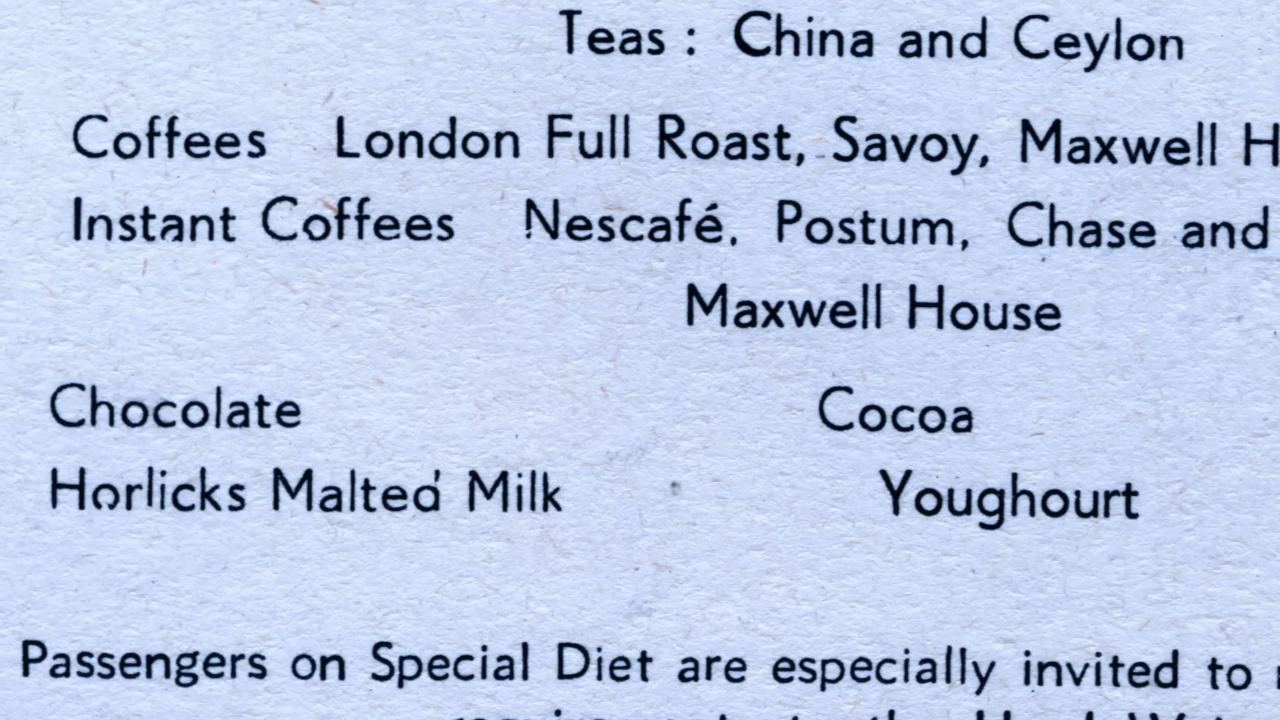 Teas : China and Ceylon
Coffees London Full Roast, Savoy, Maxwell H
Instant Coffees Nescafé, Postum, Chase and
Maxwell House
Chocolate Cocoa
Horlicks Malted Milk Youghourt
Passengers on Special Diet are especially invited to